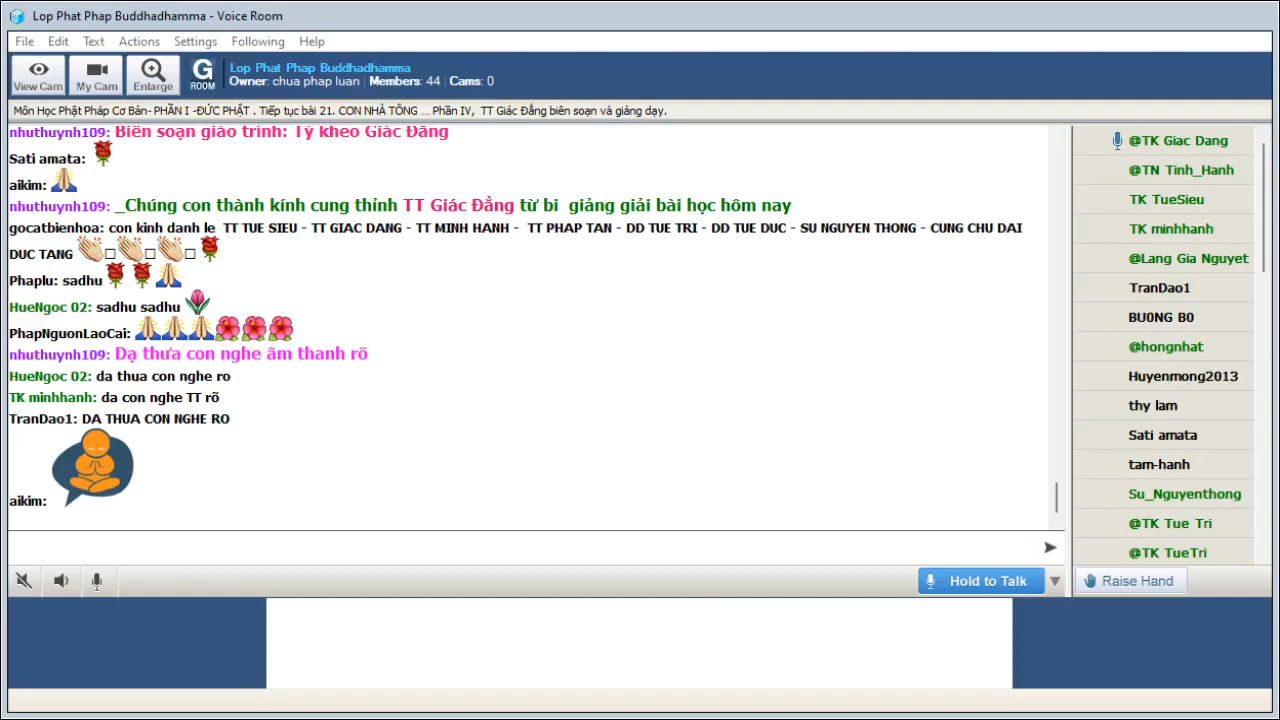 Lop Phat Phap Buddhadhamma - Voice Room
File Edit Text Actions Settings Following Help
View Cam My Cam Enlarge G ROOM
Lop Phat Phap Buddhadhamma
Owner: chua phap luan | Members: 44 | Cams: 0
Môn Học Phật Pháp Cơ Bản- PHẦN I -ĐỨC PHẬT . Tiếp tục bài 21. CON NHÀ TÔNG ... Phần IV, TT Giác Đẳng biên soạn và giảng dạy.
nhuthuynh109: Biên soạn giáo trình: Tỳ kheo Giác Đẳng
Sati amata:
aikim:
nhuthuynh109: _Chúng con thành kính cung thỉnh TT Giác Đẳng từ bi giảng giải bài học hôm nay
gocatbienhoa: con kinh danh le TT TUE SIEU - TT GIAC DANG - TT MINH HANH - TT PHAP TAN - DD TUE TRI - DD TUE DUC - SU NGUYEN THONG - CUNG CHU DAI
DUC TANG
Phaplu: sadhu
HueNgoc 02: sadhu sadhu
PhapNguonLaoCai:
nhuthuynh109: Dạ thưa con nghe âm thanh rõ
HueNgoc 02: da thua con nghe ro
TK minhhanh: da con nghe TT rõ
TranDao1: DA THUA CON NGHE RO
aikim:
@TK Giac Dang
@TN Tinh_Hanh
TK TueSieu
TK minhhanh
@Lang Gia Nguyet
TranDao1
BU0NG B0
@hongnhat
Huyenmong2013
thy lam
Sati amata
tam-hanh
Su_Nguyenthong
@TK Tue Tri
@TK TueTri
Hold to Talk
Raise Hand